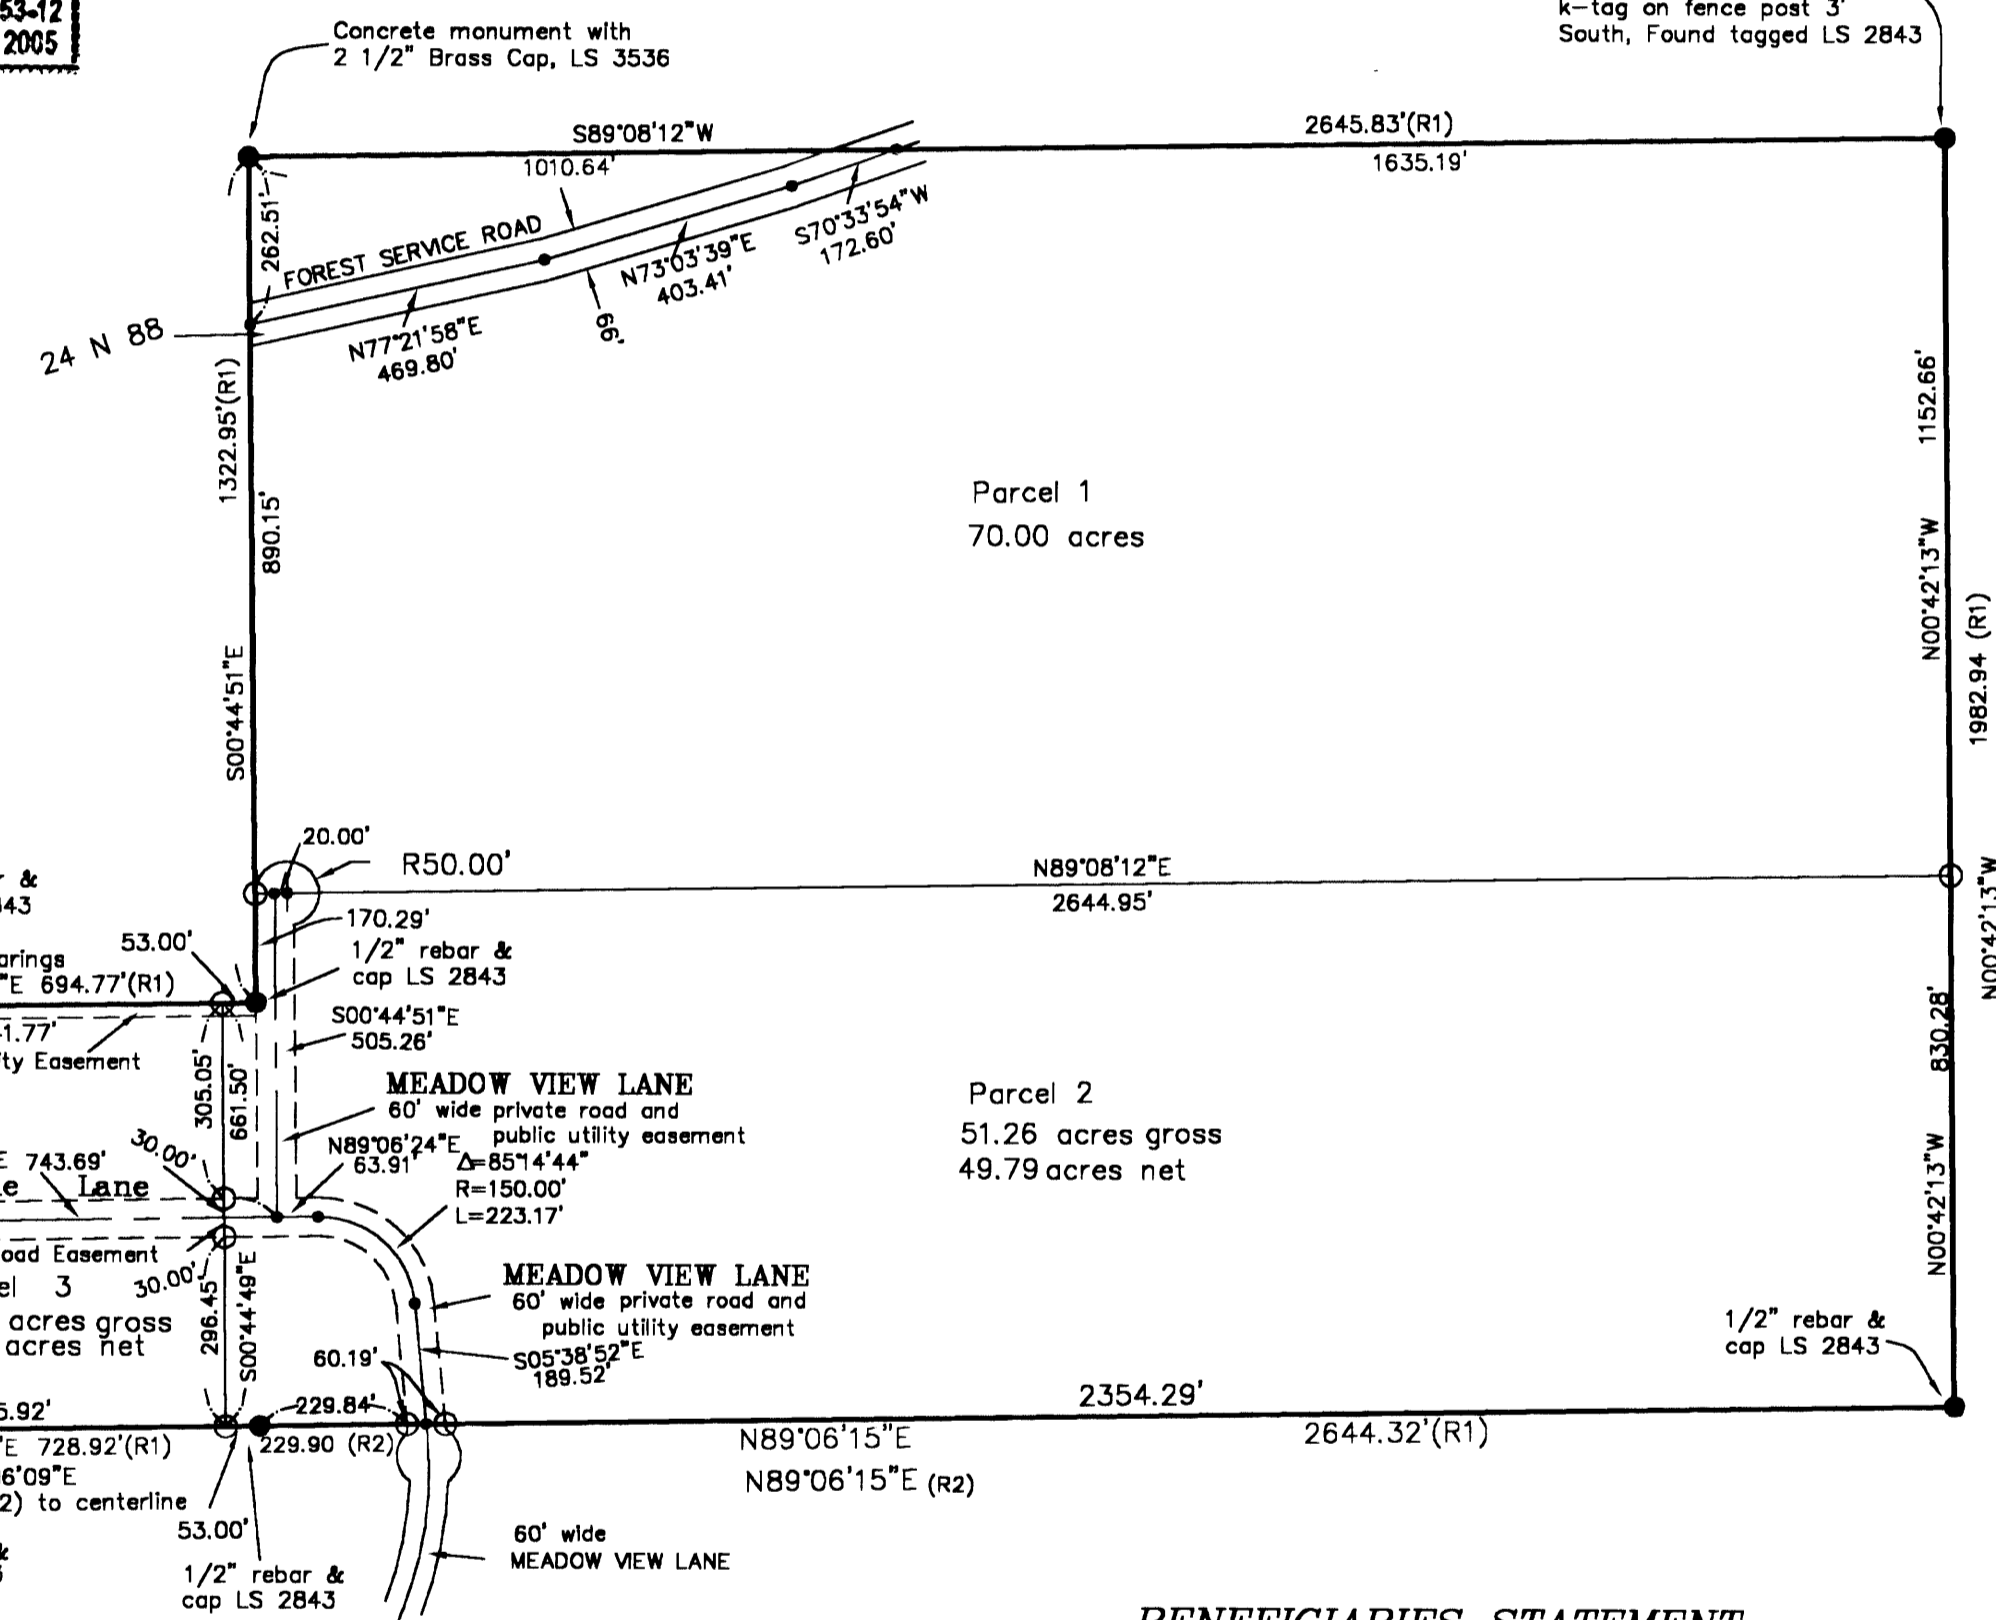 53-12
2005
Concrete monument with
2 1/2" Brass Cap, LS 3536
k-tag on fence post 3'
South, Found tagged LS 2843
S89°08'12"W
1010.64'
2645.83'(R1)
1635.19'
262.51'
FOREST SERVICE ROAD
S70°33'54"W
172.60'
N73°03'39"E
403.41'
66'
N77°21'58"E
469.80'
24 N 88
1322.95'(R1)
890.15'
S00°44'51"E
Parcel 1
70.00 acres
1152.66'
N00°42'13"W
1982.94 (R1)
N00°42'13"W
20.00'
R50.00'
N89°08'12"E
2644.95'
170.29'
1/2" rebar &
cap LS 2843
53.00'
&
43
arings
"E 694.77'(R1)
1.77'
ty Easement
S00°44'51"E
505.26'
MEADOW VIEW LANE
60' wide private road and
public utility easement
N89°06'24"E
63.91'
Δ=85°14'44"
R=150.00'
L=223.17'
305.05'
661.50'
30.00'
E 743.69'
e Lane
oad Easement
30.00'
el 3
acres gross
acres net
296.45'
S00°44'49"E
Parcel 2
51.26 acres gross
49.79 acres net
830.28'
N00°42'13"W
MEADOW VIEW LANE
60' wide private road and
public utility easement
S05°38'52"E
189.52'
60.19'
229.84'
229.90 (R2)
1/2" rebar &
cap LS 2843
2354.29'
2644.32'(R1)
N89°06'15"E
N89°06'15"E (R2)
5.92'
"E 728.92'(R1)
6'09"E
2) to centerline
53.00'
1/2" rebar &
cap LS 2843
60' wide
MEADOW VIEW LANE
BENEFICIARIES STATEMENT